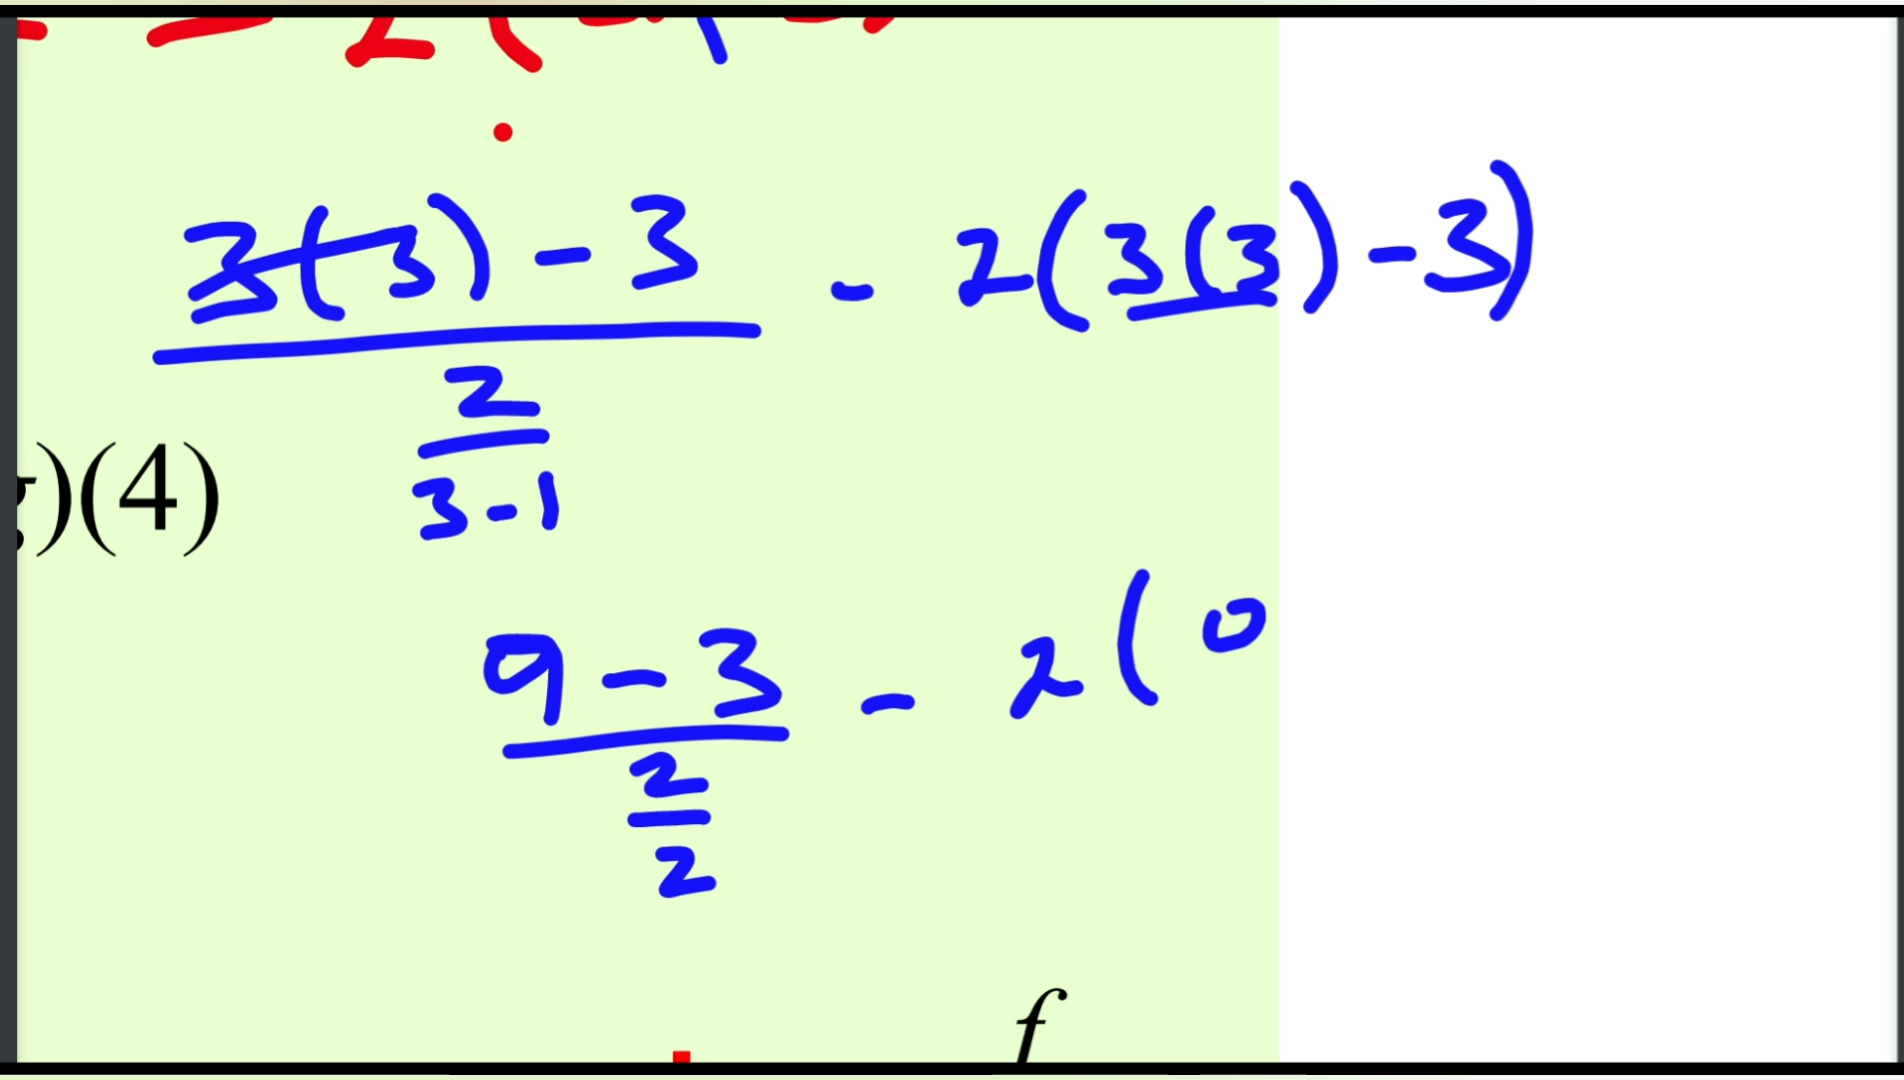 3(3) - 3 - 2(3(3) - 3)
2
3 - 1
)(4)
9 - 3 - 2(0
2
2
f